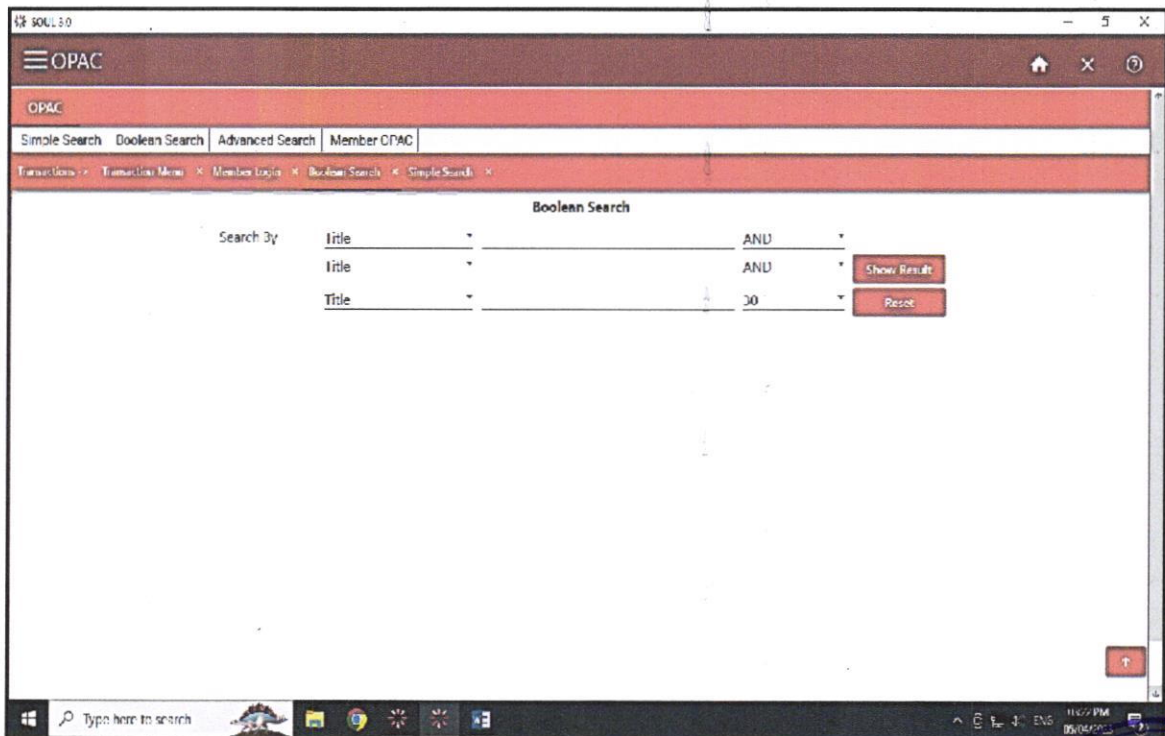 SOUL 3.0
OPAC
OPAC
Simple Search Boolean Search Advanced Search Member OPAC
Transactions Transaction Menu × Member Login × Boolean Search × Simple Search ×
Boolean Search
Search By Title AND
Title AND Show Result
Title 30 Reset
Type here to search
ENG
PM